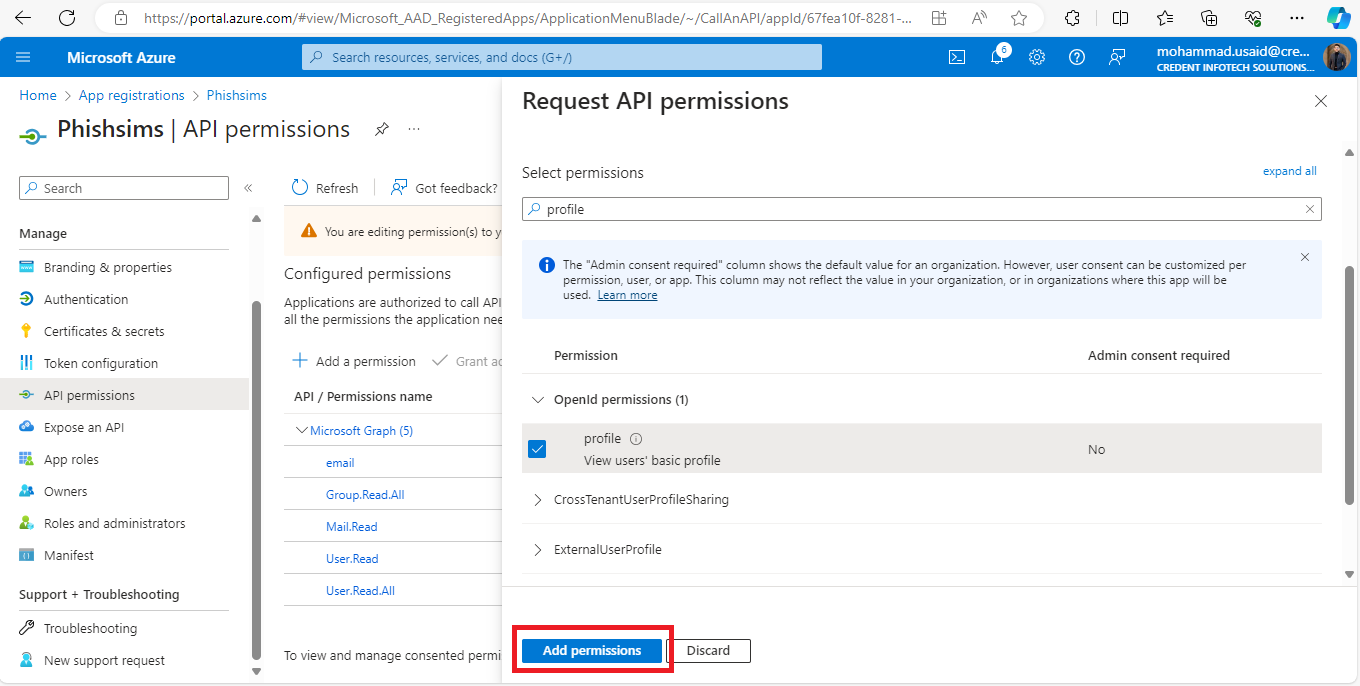 https://portal.azure.com/#view/Microsoft_AAD_RegisteredApps/ApplicationMenuBlade/~/CallAnAPI/appId/67fea10f-8281-...
Microsoft Azure
Search resources, services, and docs (G+/)
6
mohammad.usaid@cre...
CREDENT INFOTECH SOLUTIONS...
Home > App registrations > Phishsims
Phishsims | API permissions
Search
Manage
Branding & properties
Authentication
Certificates & secrets
Token configuration
API permissions
Expose an API
App roles
Owners
Roles and administrators
Manifest
Support + Troubleshooting
Troubleshooting
New support request
Refresh
Got feedback?
You are editing permission(s) to y
Configured permissions
Applications are authorized to call API
all the permissions the application nee
Add a permission
Grant ac
API / Permissions name
Microsoft Graph (5)
email
Group.Read.All
Mail.Read
User.Read
User.Read.All
To view and manage consented permi
Request API permissions
Select permissions
expand all
profile
The "Admin consent required" column shows the default value for an organization. However, user consent can be customized per
permission, user, or app. This column may not reflect the value in your organization, or in organizations where this app will be
used. Learn more
Permission
Admin consent required
OpenId permissions (1)
profile
View users' basic profile
No
CrossTenantUserProfileSharing
ExternalUserProfile
Add permissions
Discard